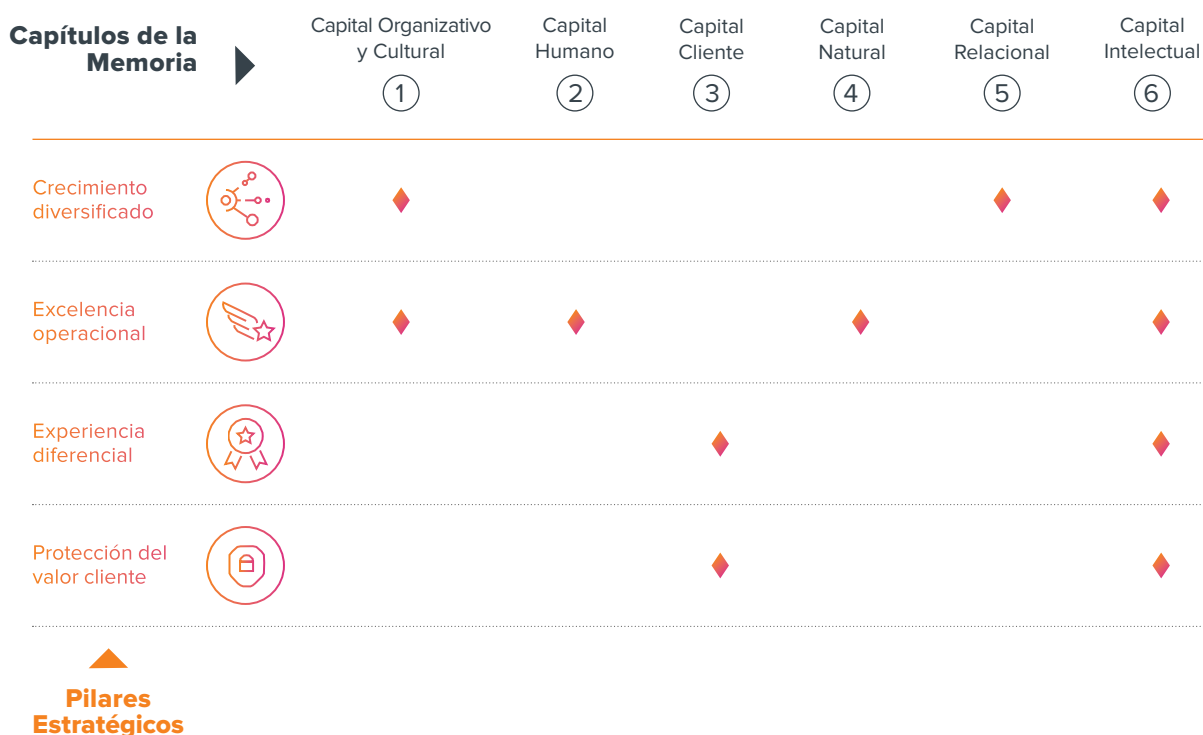 Capítulos de la
Memoria
Capital Organizativo
y Cultural
1
Capital
Humano
2
Capital
Cliente
3
Capital
Natural
4
Capital
Relacional
5
Capital
Intelectual
6
Crecimiento
diversificado
Excelencia
operacional
Experiencia
diferencial
Protección del
valor cliente
Pilares
Estratégicos